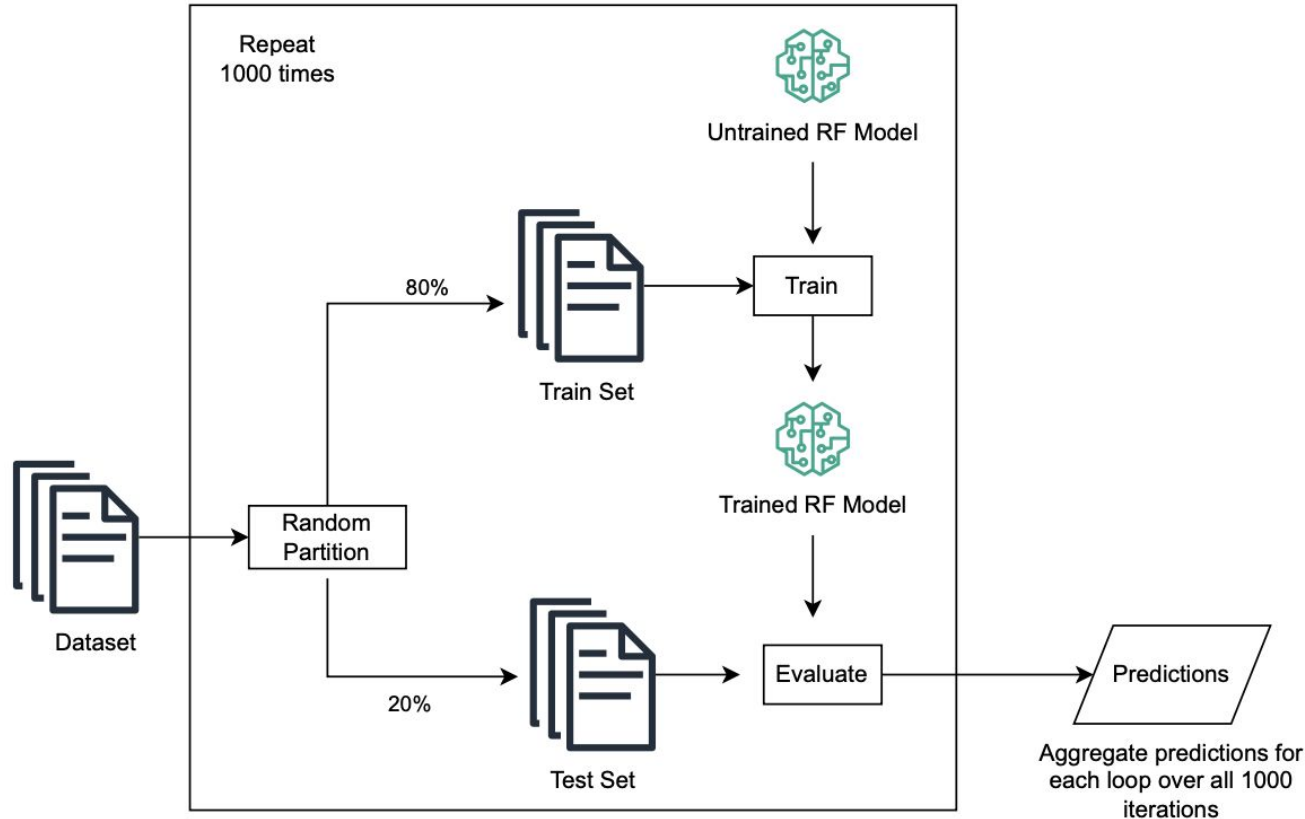 Repeat
1000 times
Untrained RF Model
80%
Train
Train Set
Trained RF Model
Random
Partition
Dataset
20%
Test Set
Evaluate
Predictions
Aggregate predictions for
each loop over all 1000
iterations